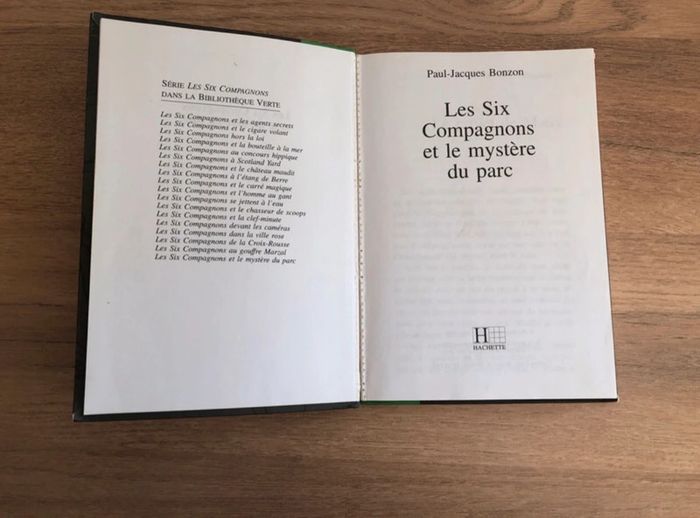 SÉRIE LES SIX COMPAGNONS
DANS LA BIBLIOTHÈQUE VERTE
Les Six Compagnons et les agents secrets
Les Six Compagnons et le cigare volant
Les Six Compagnons hors la loi
Les Six Compagnons et la bouteille à la mer
Les Six Compagnons au concours hippique
Les Six Compagnons à Scotland Yard
Les Six Compagnons et le château maudit
Les Six Compagnons à l'étang de Berre
Les Six Compagnons et le carré magique
Les Six Compagnons et l'homme au gant
Les Six Compagnons se jettent à l'eau
Les Six Compagnons et le chasseur de scoops
Les Six Compagnons et la clef-minute
Les Six Compagnons devant les caméras
Les Six Compagnons dans la ville rose
Les Six Compagnons de la Croix-Rousse
Les Six Compagnons au gouffre Marzal
Les Six Compagnons et le mystère du parc
Paul-Jacques Bonzon
Les Six
Compagnons
et le mystère
du parc
H
HACHETTE